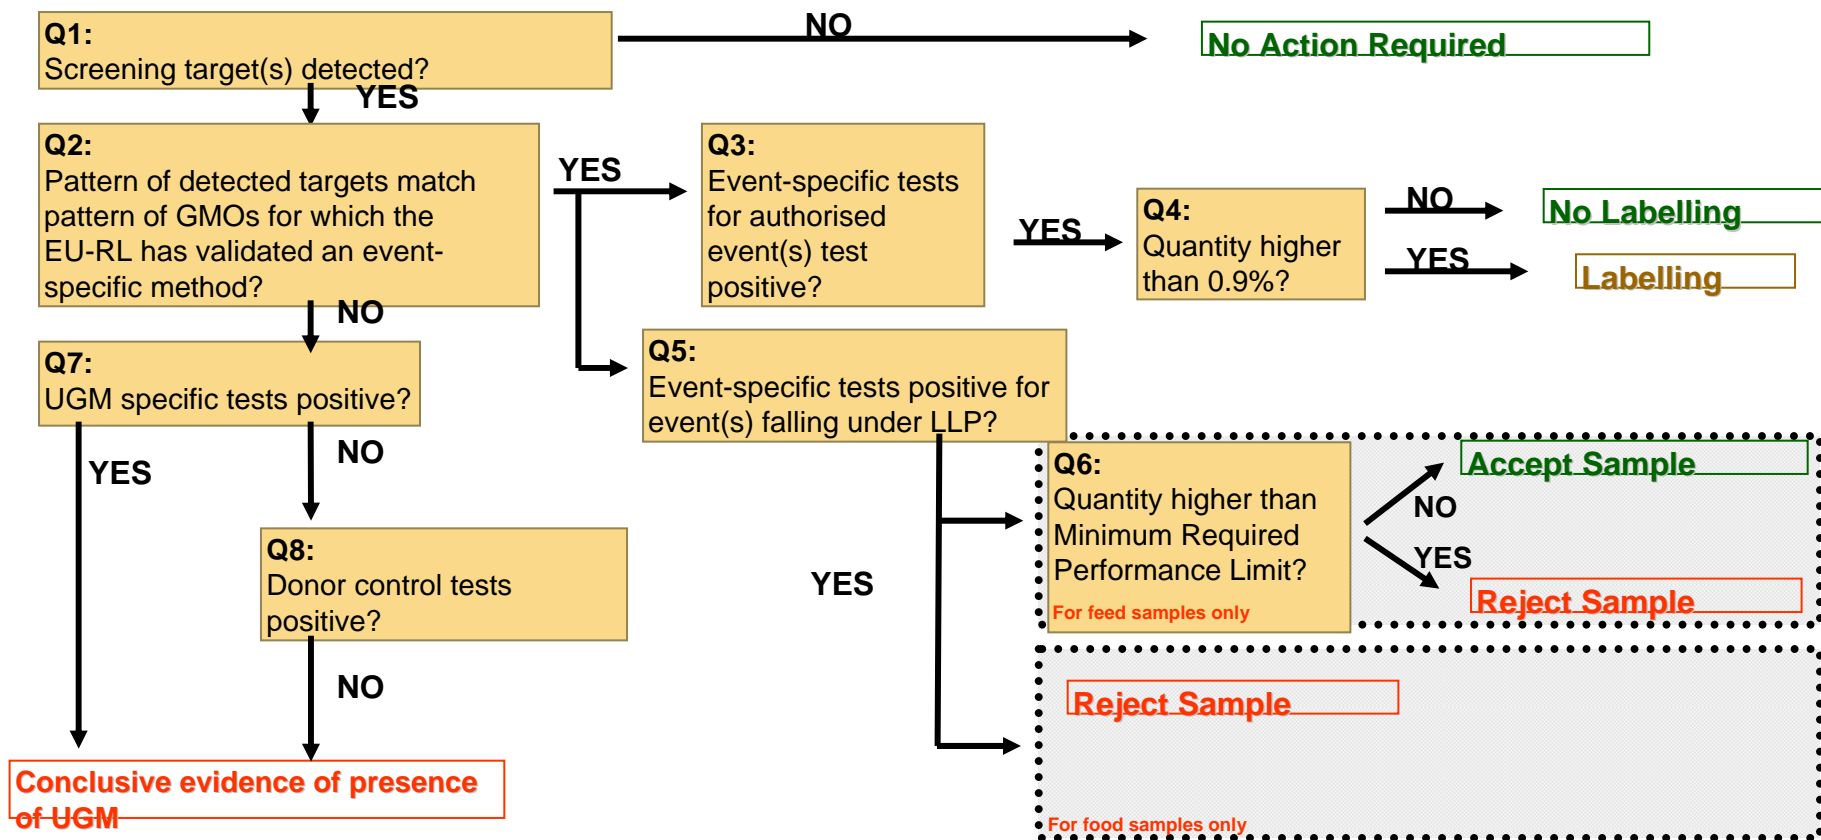 Q1:
Screening target(s) detected?
NO
No Action Required
YES
Q2:
Pattern of detected targets match
pattern of GMOs for which the
EU-RL has validated an event-
specific method?
YES
Q3:
Event-specific tests
for authorised
event(s) test
positive?
YES
Q4:
Quantity higher
than 0.9%?
NO
No Labelling
YES
Labelling
NO
Q7:
UGM specific tests positive?
Q5:
Event-specific tests positive for
event(s) falling under LLP?
YES
NO
Q6:
Quantity higher than
Minimum Required
Performance Limit?
For feed samples only
Accept Sample
NO
YES
Reject Sample
Q8:
Donor control tests
positive?
YES
NO
Reject Sample
For food samples only
Conclusive evidence of presence
of UGM